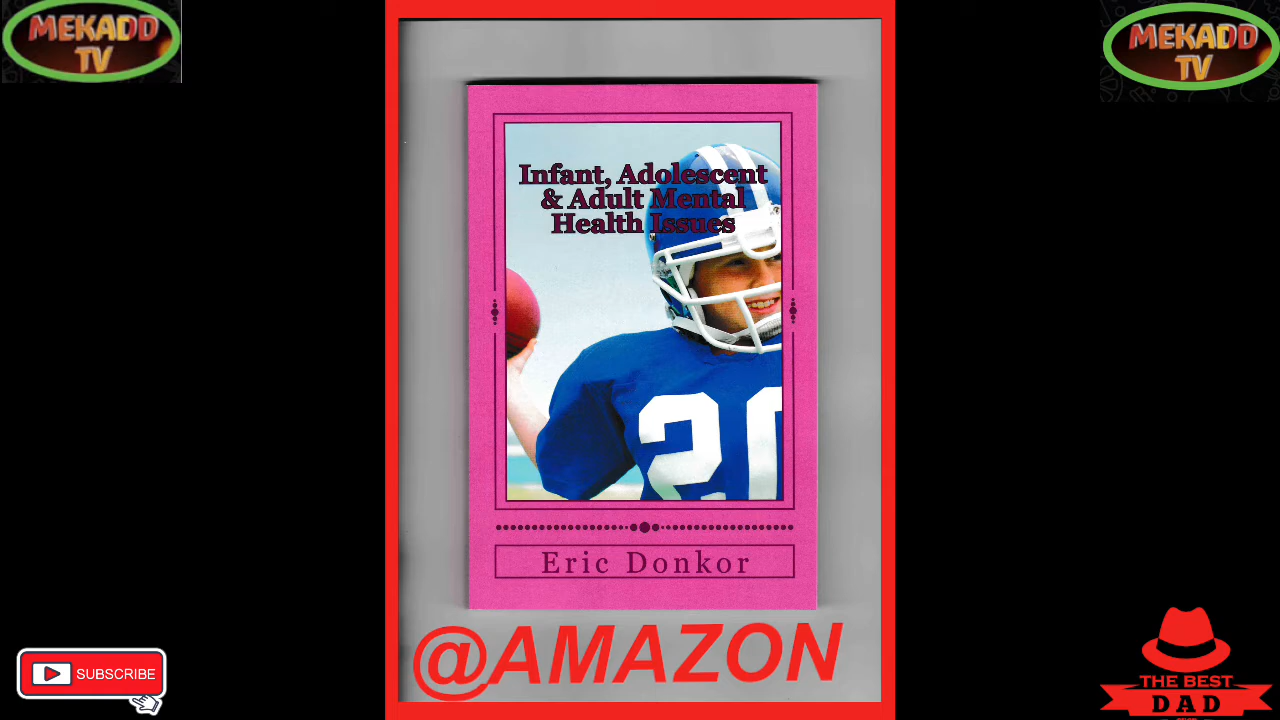 MEKADD
TV
MEKADD
TV
Infant, Adolescent
& Adult Mental
Health Issues
20
Eric Donkor
@AMAZON
SUBSCRIBE
THE BEST
DAD